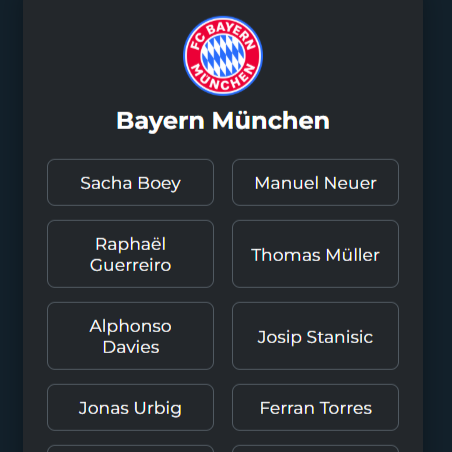 FC BAYERN
MÜNCHEN
Bayern München
Sacha Boey
Manuel Neuer
Raphaël
Guerreiro
Thomas Müller
Alphonso
Davies
Josip Stanisic
Jonas Urbig
Ferran Torres